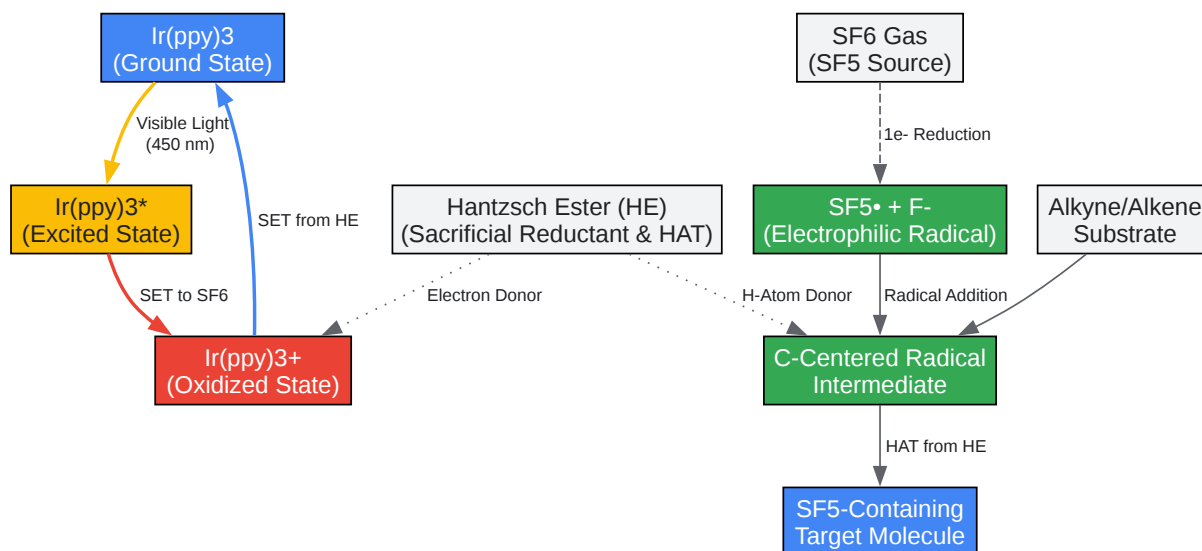 Ir(ppy)3
(Ground State)
SF6 Gas
(SF5 Source)
Visible Light
(450 nm)
1e- Reduction
Ir(ppy)3*
(Excited State)
SET from HE
Hantzsch Ester (HE)
(Sacrificial Reductant & HAT)
SF5• + F-
(Electrophilic Radical)
Alkyne/Alkene
Substrate
SET to SF6
Electron Donor
H-Atom Donor
Radical Addition
Ir(ppy)3+
(Oxidized State)
C-Centered Radical
Intermediate
HAT from HE
SF5-Containing
Target Molecule